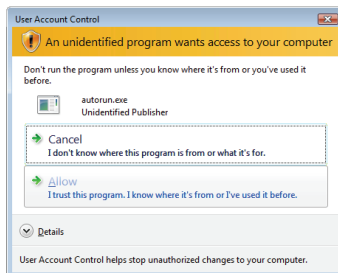 User Account Control
An unidentified program wants access to your computer
Don't run the program unless you know where it's from or you've used it
before.
autorun.exe
Unidentified Publisher
Cancel
I don't know where this program is from or what it's for.
Allow
I trust this program. I know where it's from or I've used it before.
Details
User Account Control helps stop unauthorized changes to your computer.